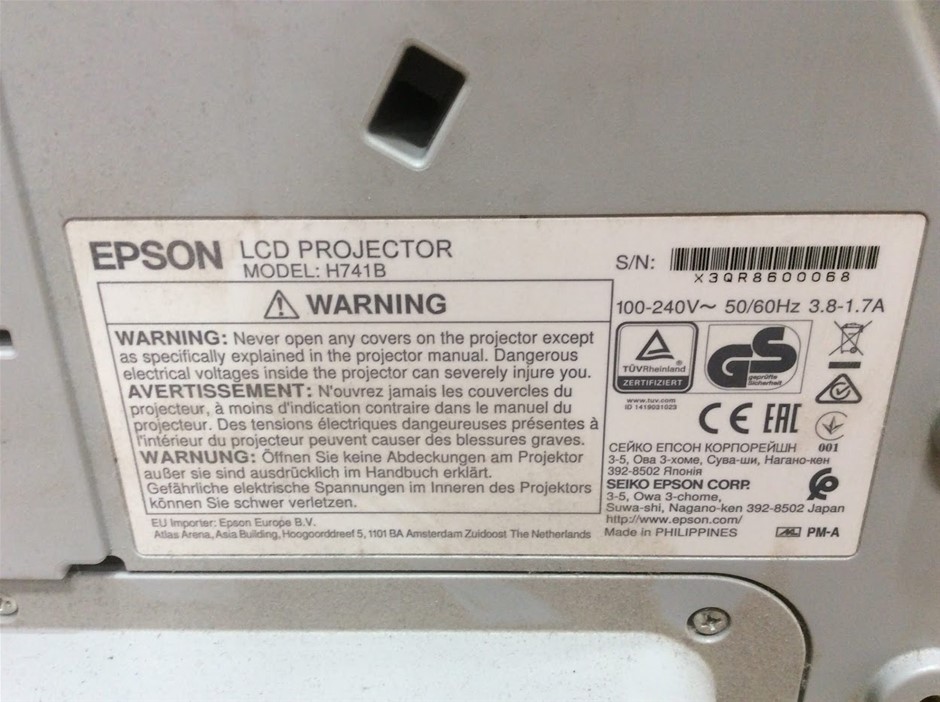 EPSON LCD PROJECTOR
MODEL: H741B
S/N:
X3QR8600068
100-240V~ 50/60Hz 3.8-1.7A
WARNING
WARNING: Never open any covers on the projector except
as specifically explained in the projector manual. Dangerous
electrical voltages inside the projector can severely injure you.
AVERTISSEMENT: N'ouvrez jamais les couvercles du
projecteur, à moins d'indication contraire dans le manuel du
projecteur. Des tensions électriques dangeureuses présentes à
l'intérieur du projecteur peuvent causer des blessures graves.
WARNUNG: Öffnen Sie keine Abdeckungen am Projektor
außer sie sind ausdrücklich im Handbuch erklärt.
Gefährliche elektrische Spannungen im Inneren des Projektors
können Sie schwer verletzen.
EU Importer: Epson Europe B.V.
Atlas Arena, Asia Building, Hoogoorddreef 5, 1101 BA Amsterdam Zuidoost The Netherlands
TÜVRheinland
ZERTIFIZIERT
www.tuv.com
ID 1419021023
GS
geprüfte
Sicherheit
CE EAC
001
СЕЙКО ЕПСОН КОРПОРЕЙШН
3-5, Ова 3-хоме, Сува-ши, Нагано-кен
392-8502 Японія
SEIKO EPSON CORP.
3-5, Owa 3-chome,
Suwa-shi, Nagano-ken 392-8502 Japan
http://www.epson.com/
Made in PHILIPPINES
PM-A